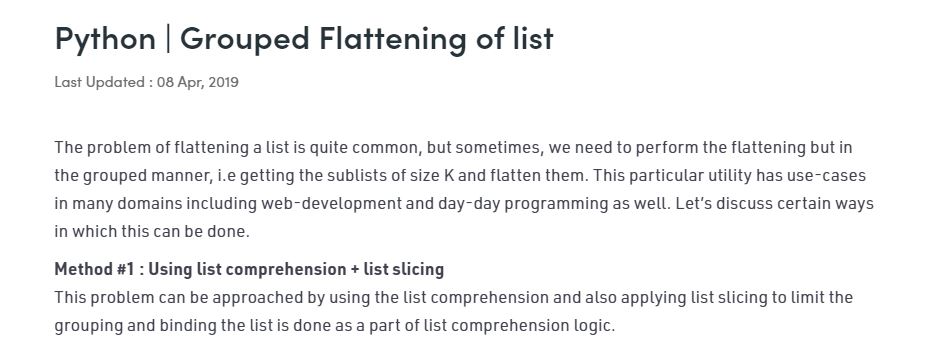 Python | Grouped Flattening of list
Last Updated : 08 Apr, 2019
The problem of flattening a list is quite common, but sometimes, we need to perform the flattening but in
the grouped manner, i.e getting the sublists of size K and flatten them. This particular utility has use-cases
in many domains including web-development and day-day programming as well. Let’s discuss certain ways
in which this can be done.
Method #1 : Using list comprehension + list slicing
This problem can be approached by using the list comprehension and also applying list slicing to limit the
grouping and binding the list is done as a part of list comprehension logic.